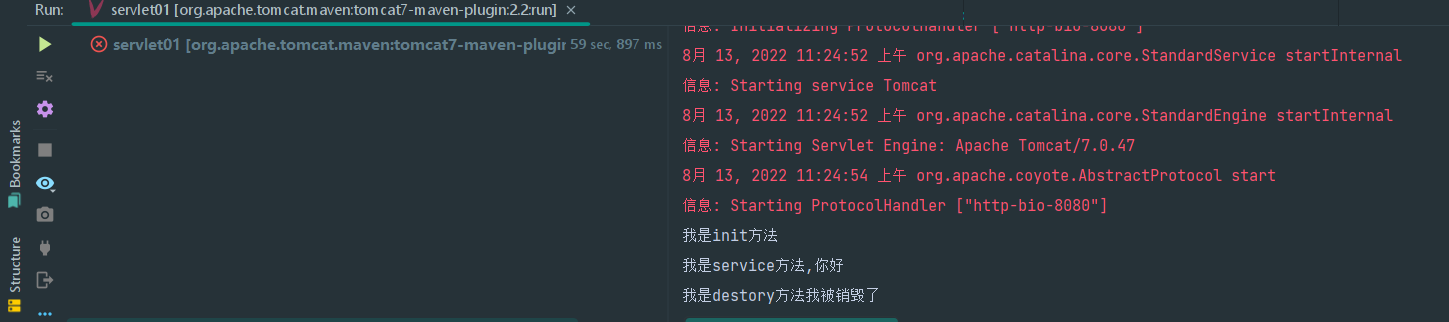 Run:
servlet01 [org.apache.tomcat.maven:tomcat7-maven-plugin:2.2:run]
servlet01 [org.apache.tomcat.maven:tomcat7-maven-plugin 59 sec, 897 ms
信息: Initializing ProtocolHandler ["http-bio-8080"]
8月 13, 2022 11:24:52 上午 org.apache.catalina.core.StandardService startInternal
信息: Starting service Tomcat
8月 13, 2022 11:24:52 上午 org.apache.catalina.core.StandardEngine startInternal
信息: Starting Servlet Engine: Apache Tomcat/7.0.47
8月 13, 2022 11:24:54 上午 org.apache.coyote.AbstractProtocol start
信息: Starting ProtocolHandler ["http-bio-8080"]
我是init方法
我是service方法,你好
我是destory方法我被销毁了
Bookmarks
Structure